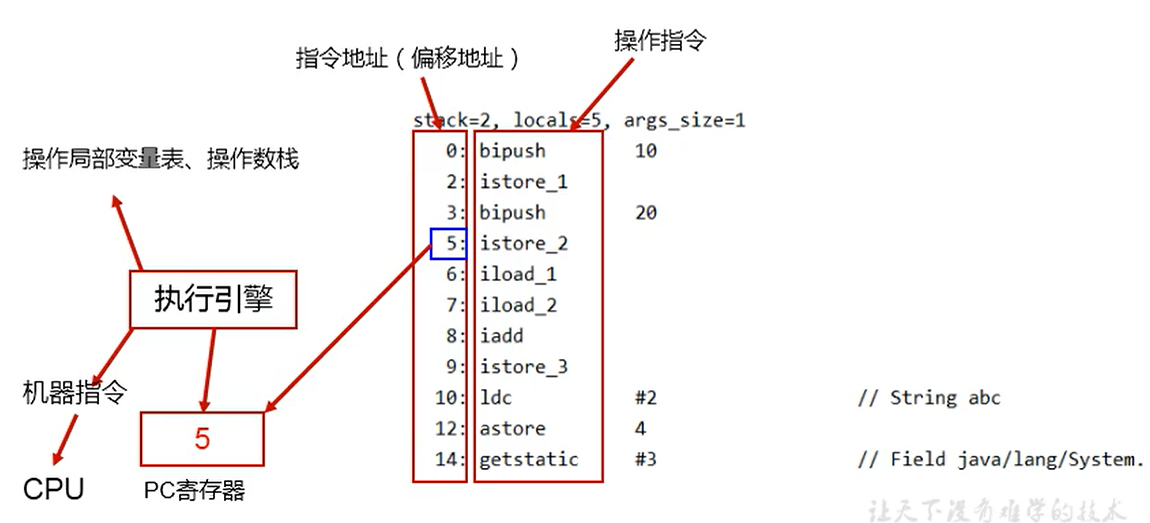 指令地址（偏移地址）
操作指令
stack=2, locals=5, args_size=1
0: bipush 10
2: istore_1
3: bipush 20
5: istore_2
6: iload_1
7: iload_2
8: iadd
9: istore_3
10: ldc #2 // String abc
12: astore 4
14: getstatic #3 // Field java/lang/System.
操作局部变量表、操作数栈
执行引擎
机器指令
5
CPU
PC寄存器
让天下没有难学的技术